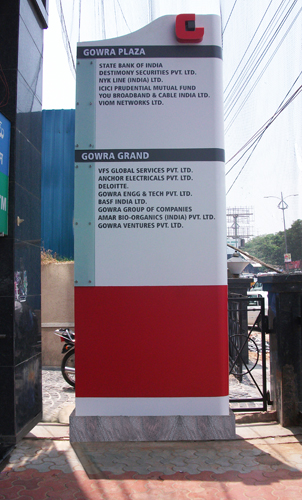 GOWRA PLAZA
STATE BANK OF INDIA
DESTIMONY SECURITIES PVT. LTD.
NYK LINE (INDIA) LTD.
ICICI PRUDENTIAL MUTUAL FUND
YOU BROADBAND & CABLE INDIA LTD.
VIOM NETWORKS LTD.
GOWRA GRAND
VFS GLOBAL SERVICES PVT. LTD.
ANCHOR ELECTRICALS PVT. LTD.
DELOITTE.
GOWRA ENGG & TECH PVT. LTD.
BASF INDIA LTD.
GOWRA GROUP OF COMPANIES
AMAR BIO-ORGANICS (INDIA) PVT. LTD.
GOWRA VENTURES PVT. LTD.